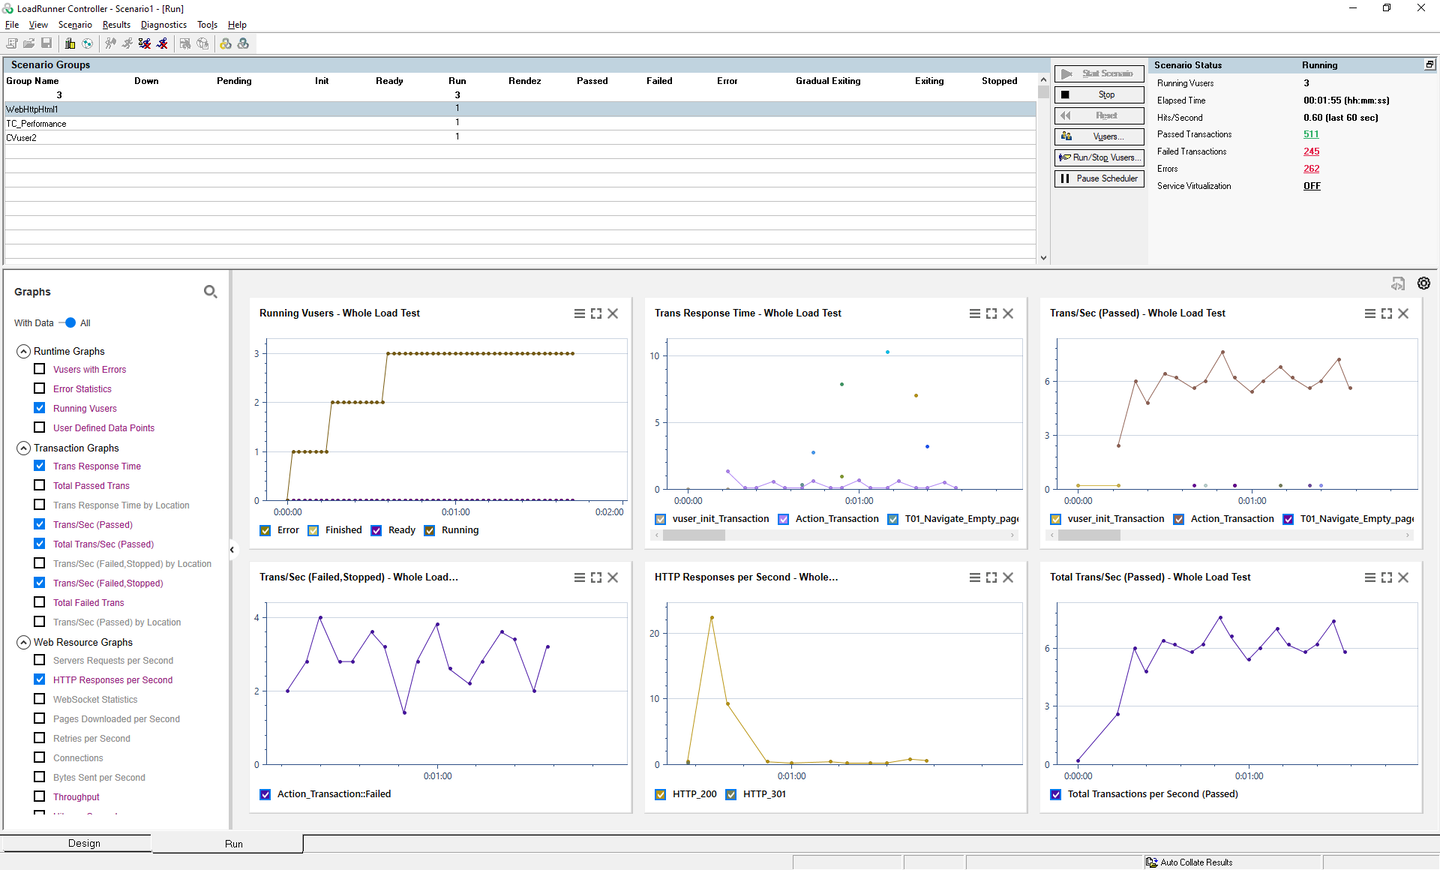 LoadRunner Controller - Scenario1 - [Run]
File View Scenario Results Diagnostics Tools Help
Scenario Groups
Group Name Down Pending Init Ready Run Rendez Passed Failed Error Gradual Exiting Exiting Stopped
3 3
WebHttpHtml1 1
TC_Performance 1
CVuser2 1
Start Scenario
Stop
Reset
Vusers...
Run/Stop Vusers...
Pause Scheduler
Scenario Status Running
Running Vusers 3
Elapsed Time 00:01:55 (hh:mm:ss)
Hits/Second 0.60 (last 60 sec)
Passed Transactions 511
Failed Transactions 245
Errors 262
Service Virtualization OFF
Graphs
With Data All
Runtime Graphs
Vusers with Errors
Error Statistics
Running Vusers
User Defined Data Points
Transaction Graphs
Trans Response Time
Total Passed Trans
Trans Response Time by Location
Trans/Sec (Passed)
Total Trans/Sec (Passed)
Trans/Sec (Failed,Stopped) by Location
Trans/Sec (Failed,Stopped)
Total Failed Trans
Trans/Sec (Passed) by Location
Web Resource Graphs
Servers Requests per Second
HTTP Responses per Second
WebSocket Statistics
Pages Downloaded per Second
Retries per Second
Connections
Bytes Sent per Second
Throughput
Running Vusers - Whole Load Test
3
2
1
0
0:00:00 0:01:00 0:02:00
Error Finished Ready Running
Trans Response Time - Whole Load Test
10
5
0
0:00:00 0:01:00
vuser_init_Transaction Action_Transaction T01_Navigate_Empty_page
Trans/Sec (Passed) - Whole Load Test
6
3
0
0:00:00 0:01:00
vuser_init_Transaction Action_Transaction T01_Navigate_Empty_page
Trans/Sec (Failed,Stopped) - Whole Load...
4
2
0
0:01:00
Action_Transaction::Failed
HTTP Responses per Second - Whole...
20
10
0
0:01:00
HTTP_200 HTTP_301
Total Trans/Sec (Passed) - Whole Load Test
6
3
0
0:00:00 0:01:00
Total Transactions per Second (Passed)
Design Run
Auto Collate Results